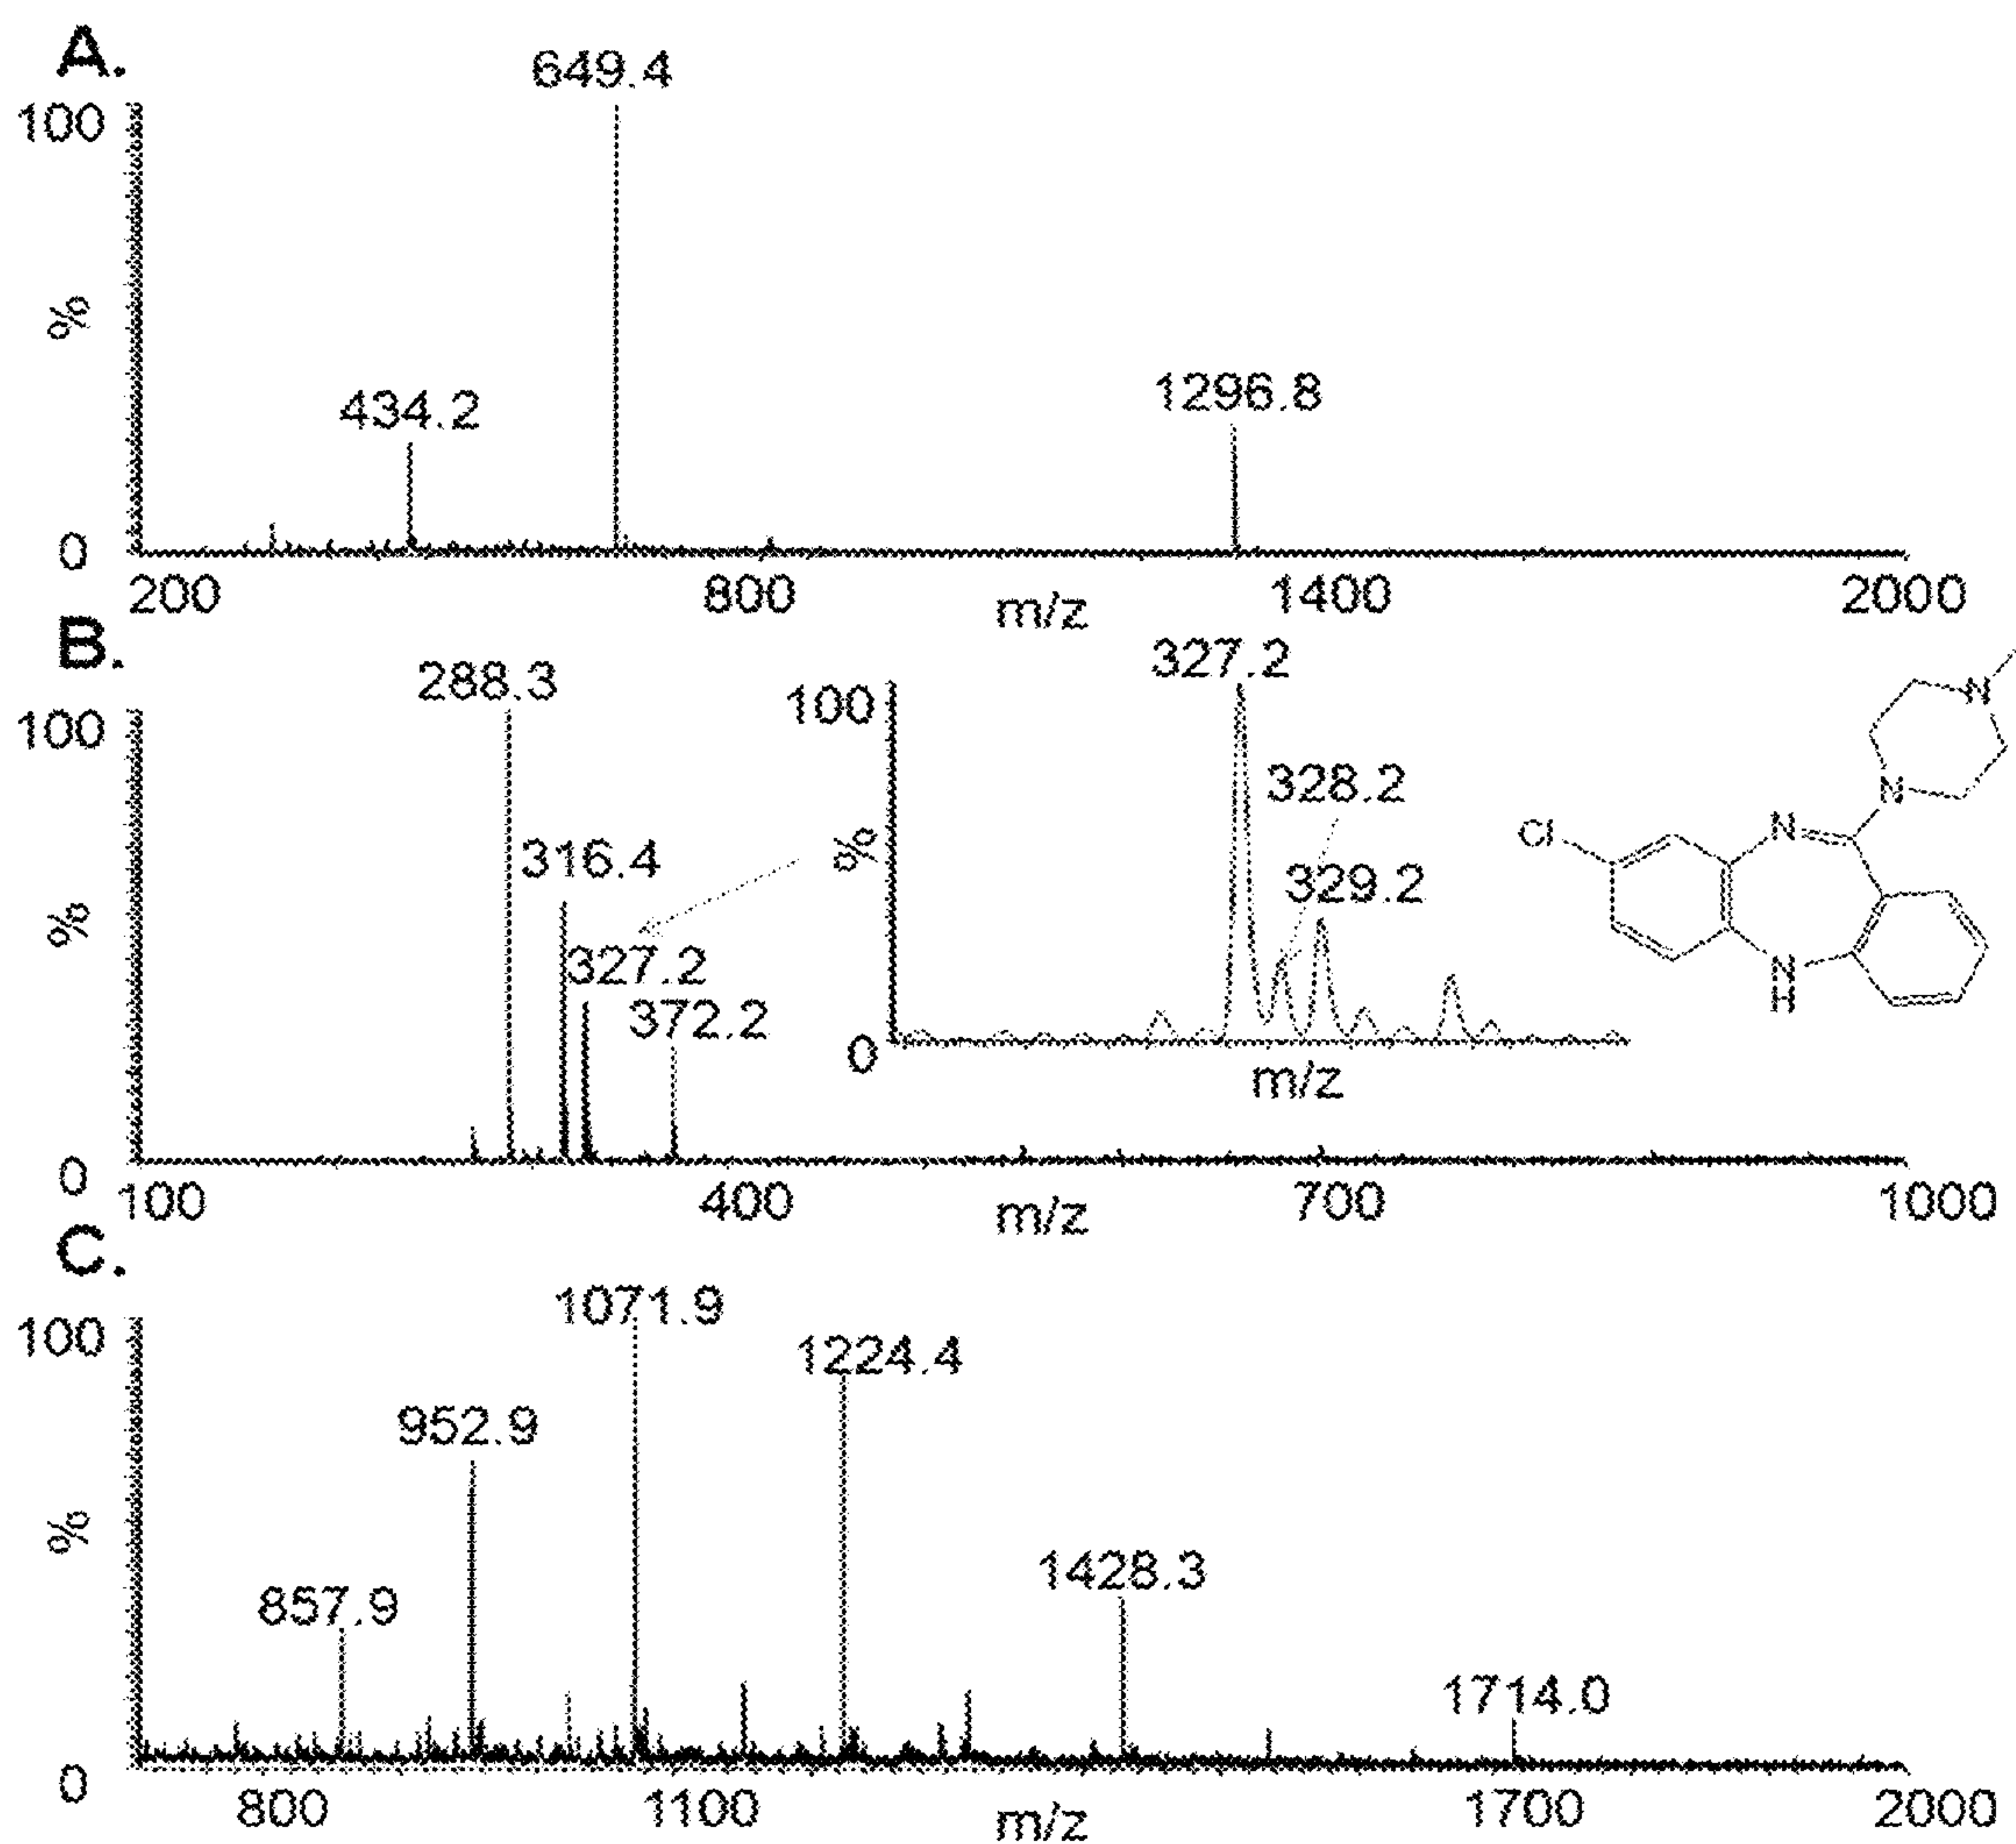 A.
649.4
100
1296.8
434.2
%
0
200 800 m/z 1400 2000
B.
288.3
100
316.4
327.2
372.2
%
0
100 400 m/z 700 1000
327.2
100
328.2
329.2
%
0
m/z
N
N
Cl
N
N
H
C.
1071.9
100
1224.4
952.9
1428.3
857.9
1714.0
%
0
800 1100 m/z 1700 2000